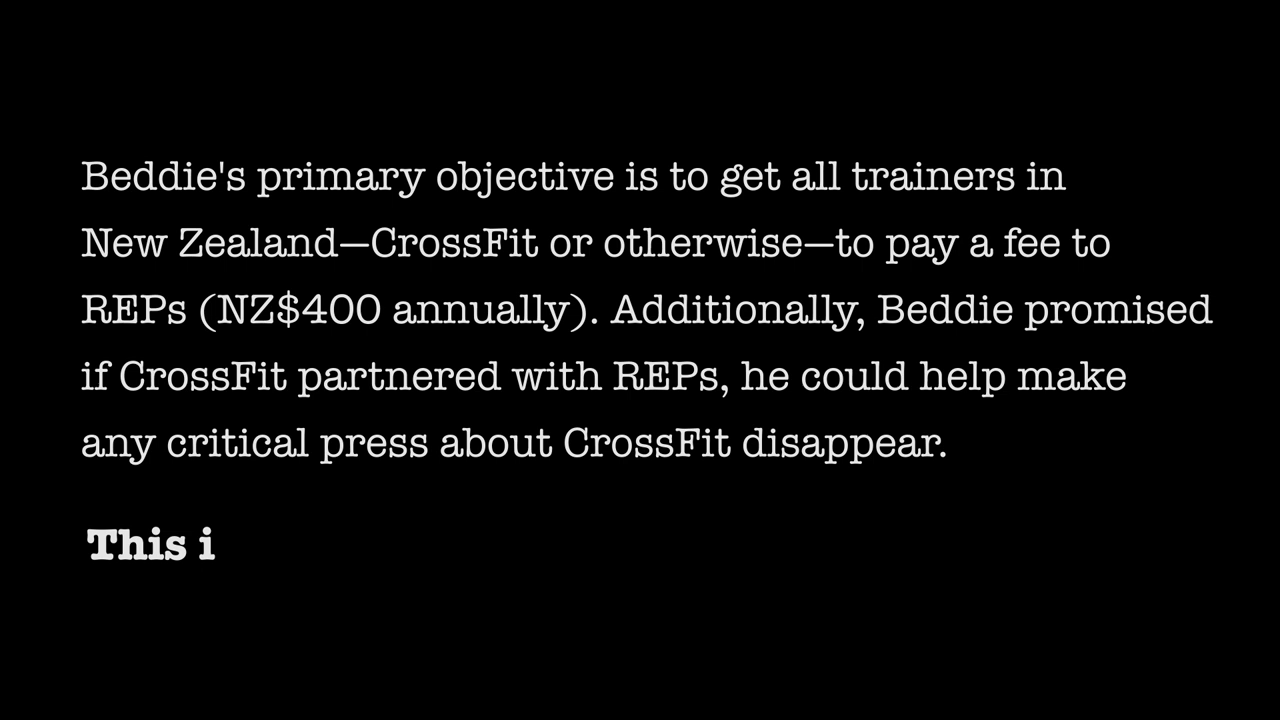 Beddie's primary objective is to get all trainers in
New Zealand—CrossFit or otherwise—to pay a fee to
REPs (NZ$400 annually). Additionally, Beddie promised
if CrossFit partnered with REPs, he could help make
any critical press about CrossFit disappear.
This i